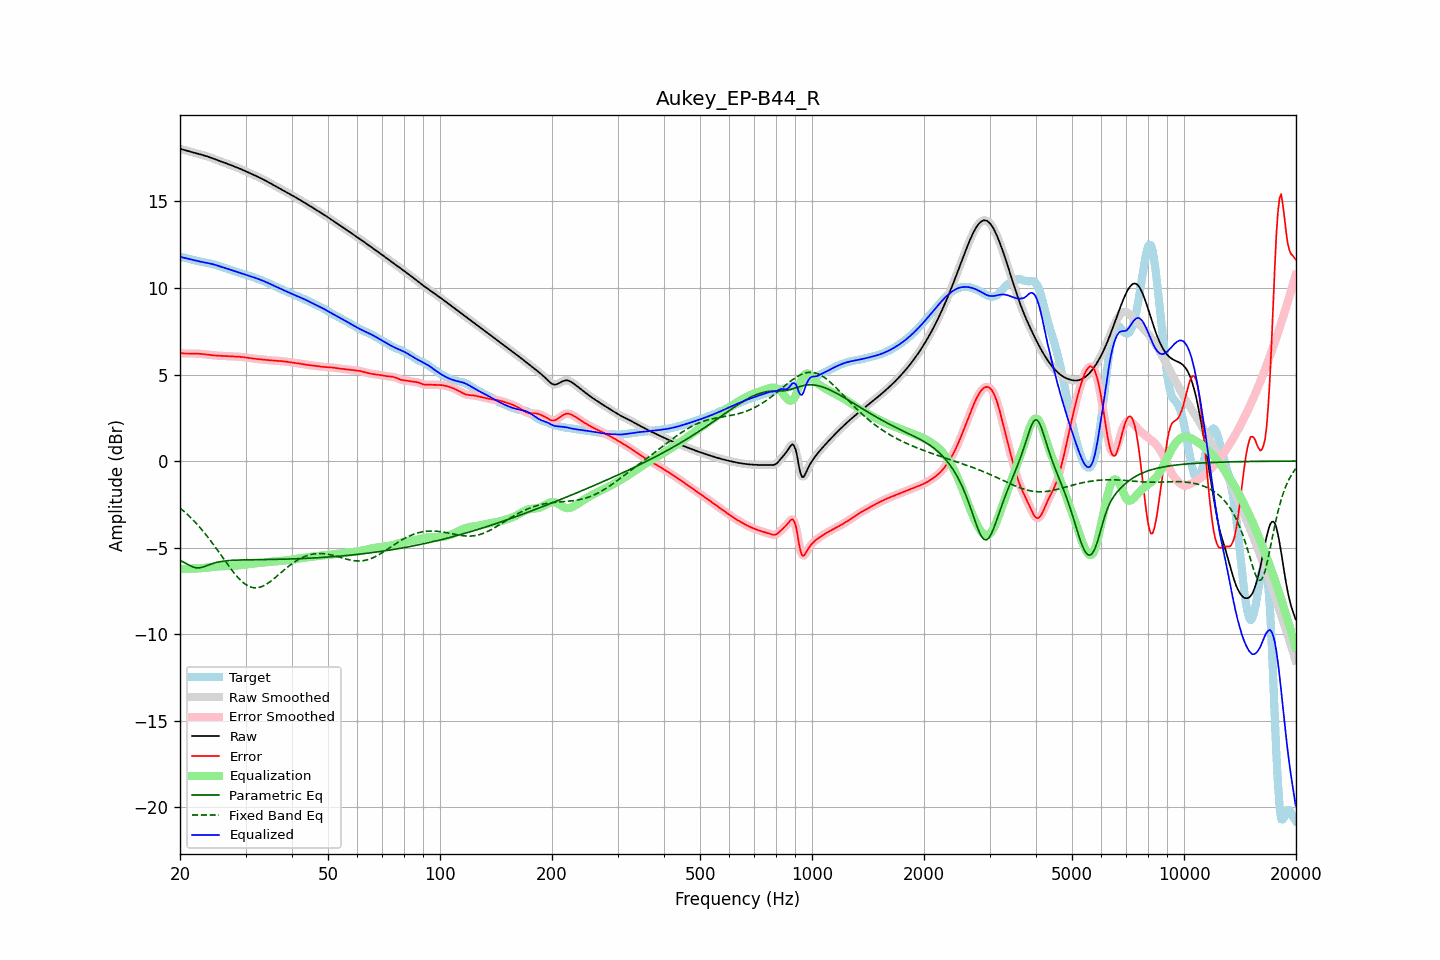 Aukey_EP-B44_R
Amplitude (dBr)
15
10
5
0
−5
−10
−15
−20
Target
Raw Smoothed
Error Smoothed
Raw
Error
Equalization
Parametric Eq
Fixed Band Eq
Equalized
20 50 100 200 500 1000 2000 5000 10000 20000
Frequency (Hz)